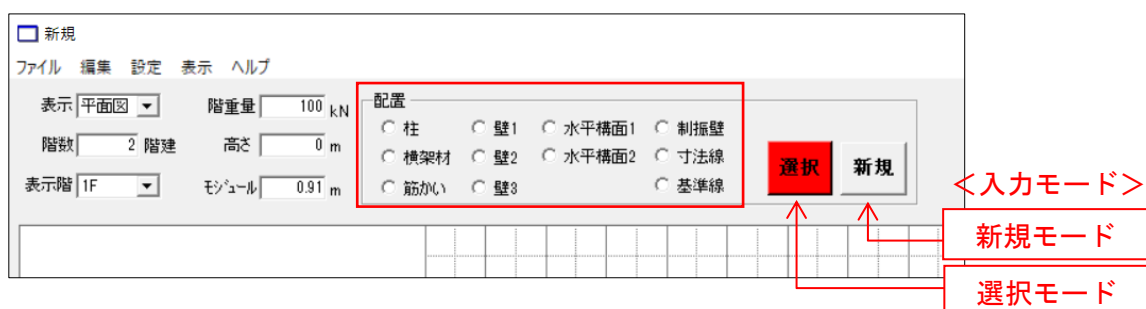 新規
ファイル 編集 設定 表示 ヘルプ
表示 平面図 階重量 100 kN
階数 2 階建 高さ 0 m
表示階 1F モジュール 0.91 m
配置
柱 壁1 水平構面1 制振壁
横架材 壁2 水平構面2 寸法線
筋かい 壁3 基準線
選択 新規
<入力モード>
新規モード
選択モード